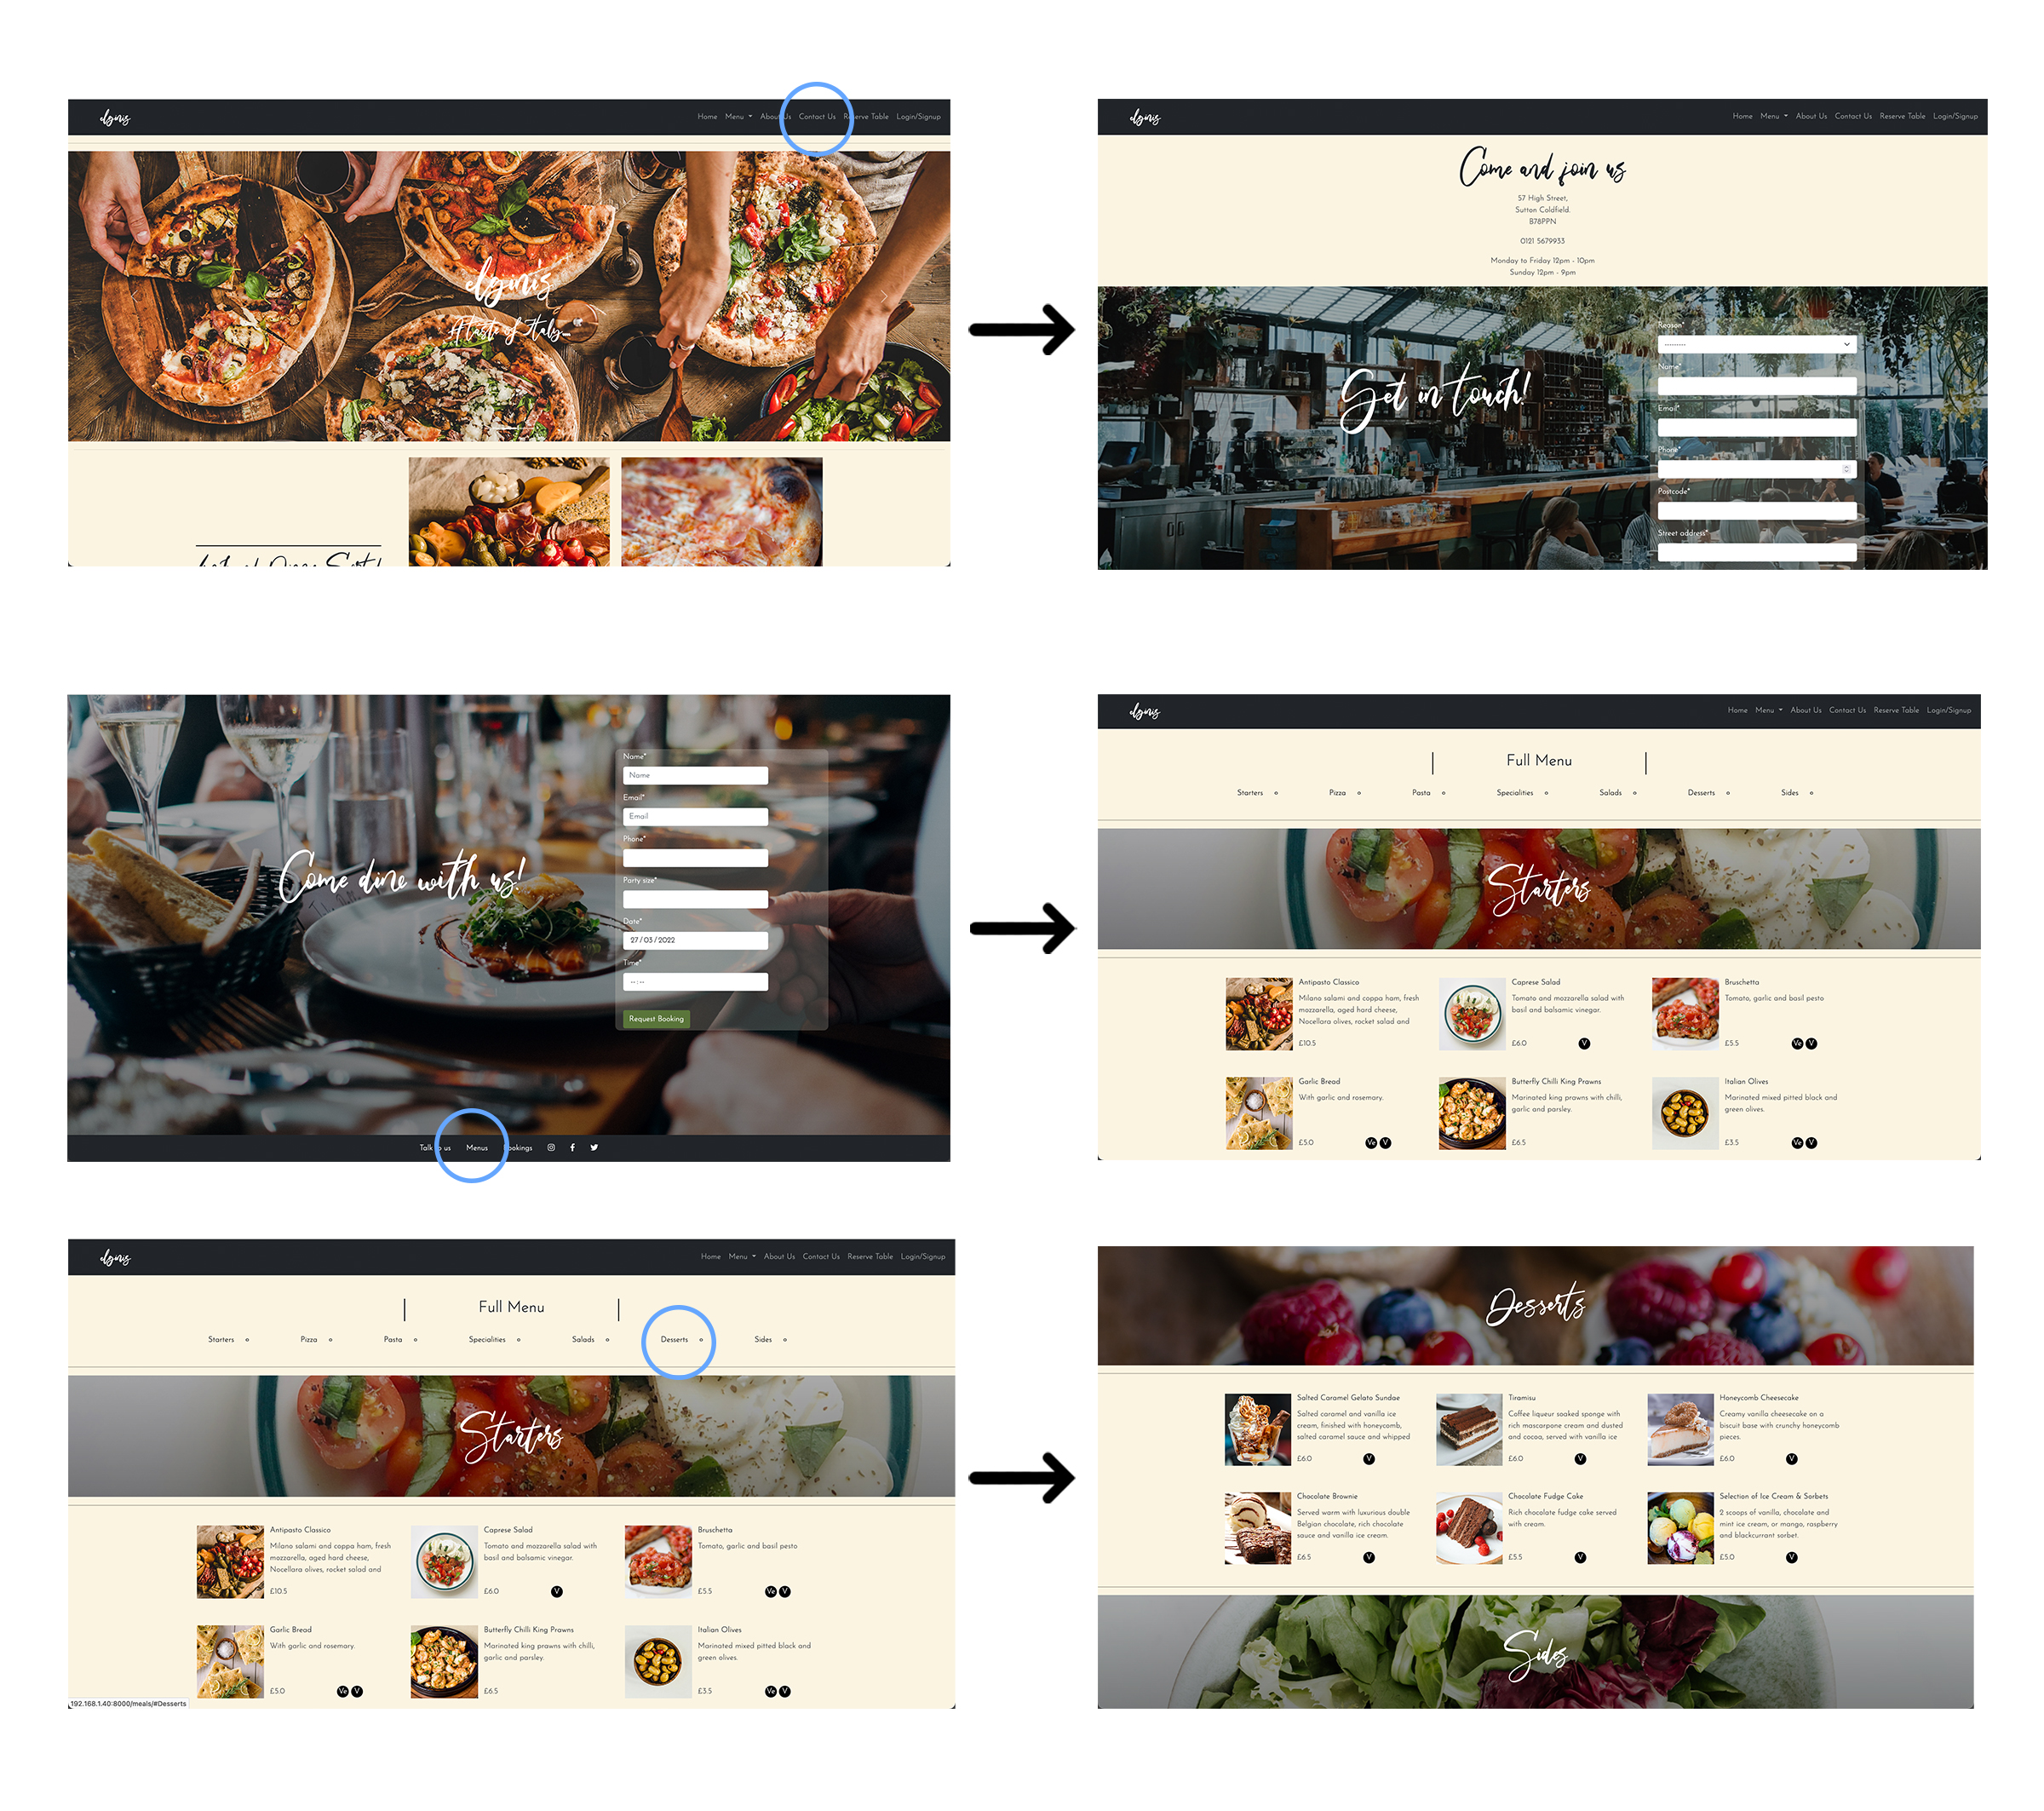 elginis
Home Menu About Us Contact Us Reserve Table Login/Signup
elginis
A taste of Italy...
elginis
Home Menu About Us Contact Us Reserve Table Login/Signup
Come and join us
57 High Street,
Sutton Coldfield.
B78PPN
0121 5679933
Monday to Friday 12pm - 10pm
Sunday 12pm - 9pm
Get in touch!
Reason*
---------
Name*
Email*
Phone*
Postcode*
Street address*
Come dine with us!
Name*
Name
Email*
Email
Phone*
Party size*
Date*
27/03/2022
Time*
--:--
Request Booking
Talk to us Menus Bookings
elginis
Home Menu About Us Contact Us Reserve Table Login/Signup
Full Menu
Starters Pizza Pasta Specialities Salads Desserts Sides
Starters
Antipasto Classico
Milano salami and coppa ham, fresh
mozzarella, aged hard cheese,
Nocellara olives, rocket salad and
£10.5
Caprese Salad
Tomato and mozzarella salad with
basil and balsamic vinegar.
£6.0 V
Bruschetta
Tomato, garlic and basil pesto
£5.5 Ve V
Garlic Bread
With garlic and rosemary.
£5.0 Ve V
Butterfly Chilli King Prawns
Marinated king prawns with chilli,
garlic and parsley.
£6.5
Italian Olives
Marinated mixed pitted black and
green olives.
£3.5 Ve V
elginis
Home Menu About Us Contact Us Reserve Table Login/Signup
Full Menu
Starters Pizza Pasta Specialities Salads Desserts Sides
Starters
Antipasto Classico
Milano salami and coppa ham, fresh
mozzarella, aged hard cheese,
Nocellara olives, rocket salad and
£10.5
Caprese Salad
Tomato and mozzarella salad with
basil and balsamic vinegar.
£6.0 V
Bruschetta
Tomato, garlic and basil pesto
£5.5 Ve V
Garlic Bread
With garlic and rosemary.
£5.0 Ve V
Butterfly Chilli King Prawns
Marinated king prawns with chilli,
garlic and parsley.
£6.5
Italian Olives
Marinated mixed pitted black and
green olives.
£3.5 Ve V
192.168.1.40:8000/meals/#Desserts
Desserts
Salted Caramel Gelato Sundae
Salted caramel and vanilla ice
cream, finished with honeycomb,
salted caramel sauce and whipped
£6.0 V
Tiramisu
Coffee liqueur soaked sponge with
rich mascarpone cream and dusted
and cocoa, served with vanilla ice
£6.0 V
Honeycomb Cheesecake
Creamy vanilla cheesecake on a
biscuit base with crunchy honeycomb
pieces.
£6.0 V
Chocolate Brownie
Served warm with luxurious double
Belgian chocolate, rich chocolate
sauce and vanilla ice cream
£6.5 V
Chocolate Fudge Cake
Rich chocolate fudge cake served
with cream.
£5.5 V
Selection of Ice Cream & Sorbets
2 scoops of vanilla, chocolate and
mint ice cream, or mango, raspberry
and blackcurrant sorbet.
£5.0 V
Sides